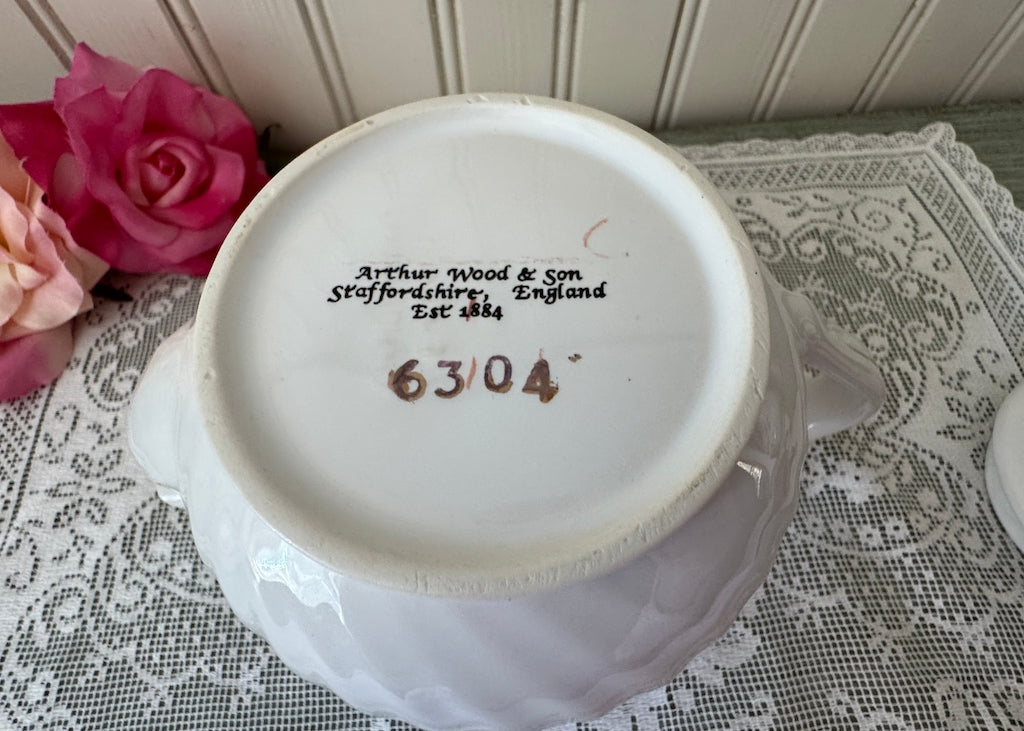 Arthur Wood & Son
Staffordshire, England
Est 1884
6304